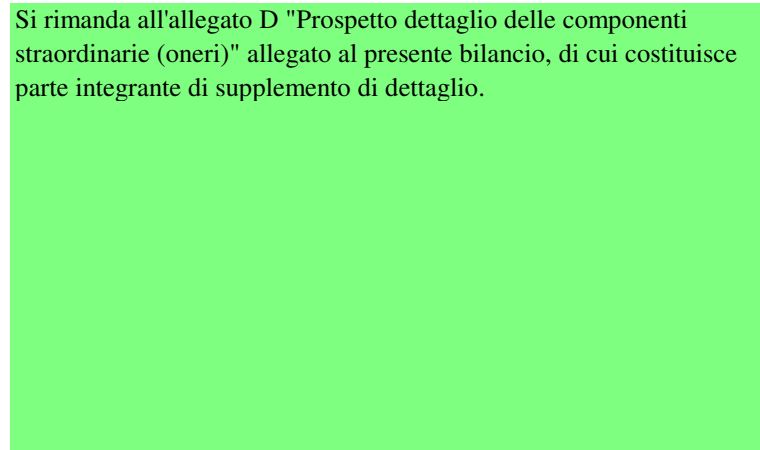 Si rimanda all'allegato D "Prospetto dettaglio delle componenti
straordinarie (oneri)" allegato al presente bilancio, di cui costituisce
parte integrante di supplemento di dettaglio.